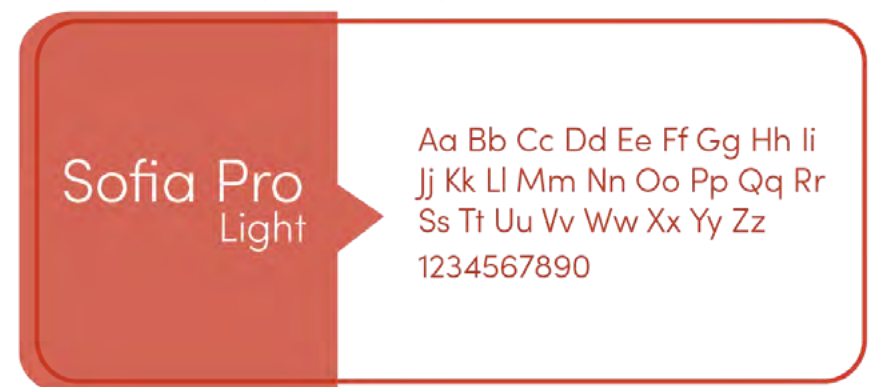 Sofia Pro
Light
Aa Bb Cc Dd Ee Ff Gg Hh Ii
Jj Kk Ll Mm Nn Oo Pp Qq Rr
Ss Tt Uu Vv Ww Xx Yy Zz
1234567890